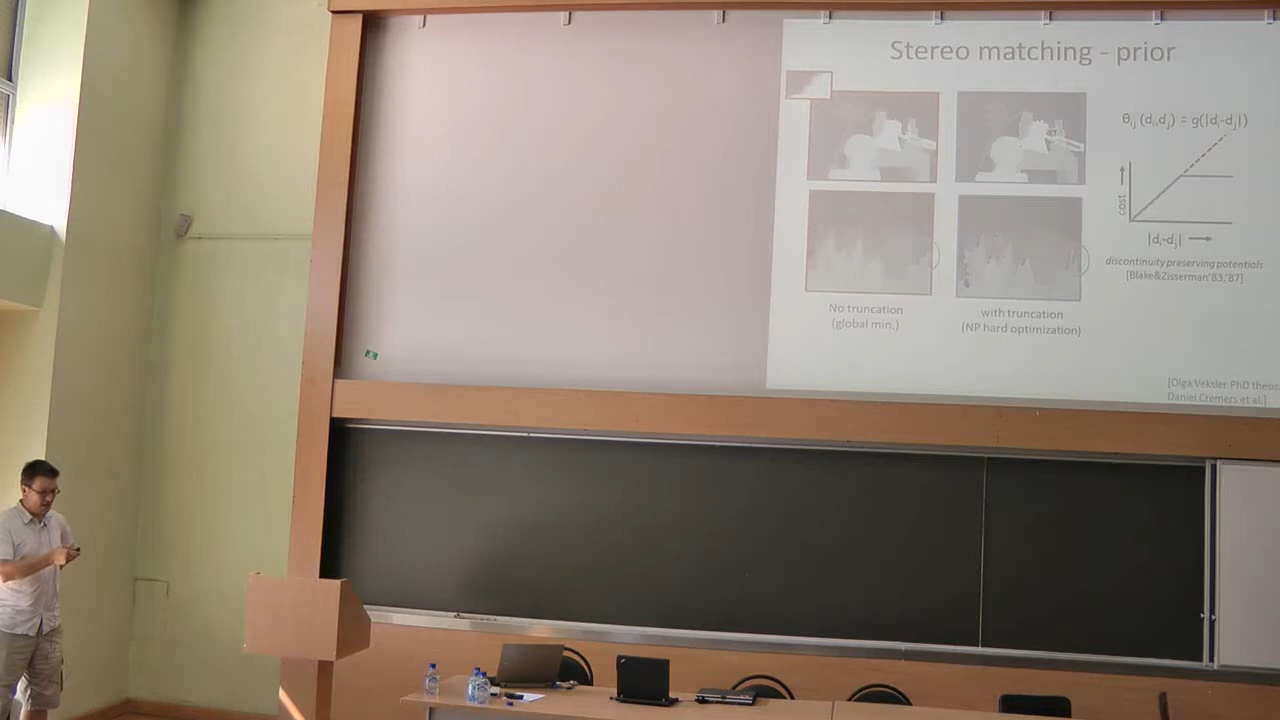 Stereo matching - prior
θᵢⱼ (dᵢ,dⱼ) = g(|dᵢ-dⱼ|)
cost
|dᵢ-dⱼ|
discontinuity preserving potentials
[Blake&Zisserman'83,'87]
No truncation
(global min.)
with truncation
(NP hard optimization)
[Olga Veksler PhD thesi
Daniel Cremers et al.]